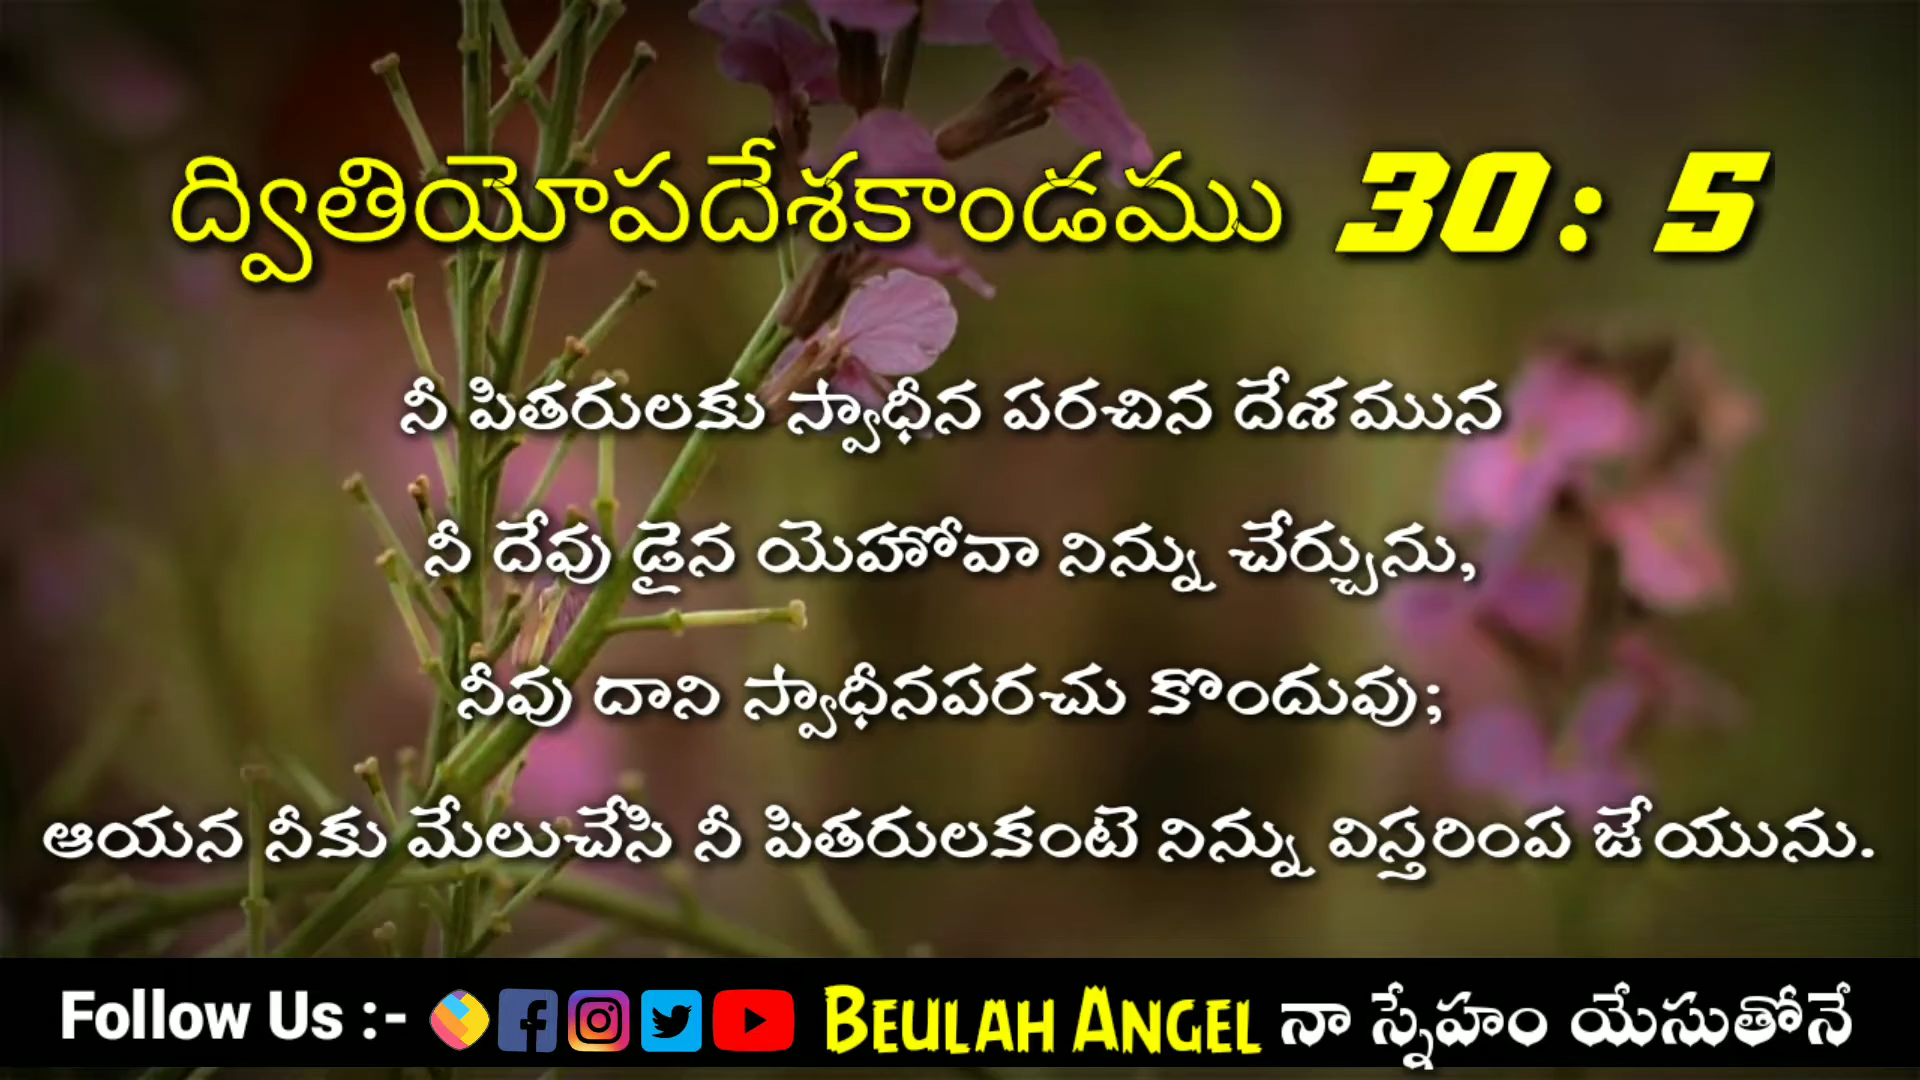 ద్వితియోపదేశకాండము 30: 5
నీ పితరులకు స్వాధీన పరచిన దేశమున
నీ దేవు డైన యెహోవా నిన్ను చేర్చును,
నీవు దాని స్వాధీనపరచు కొందువు;
ఆయన నీకు మేలుచేసి నీ పితరులకంటె నిన్ను విస్తరింప జేయును.
Follow Us :- BEULAH ANGEL నా స్నేహం యేసుతోనే